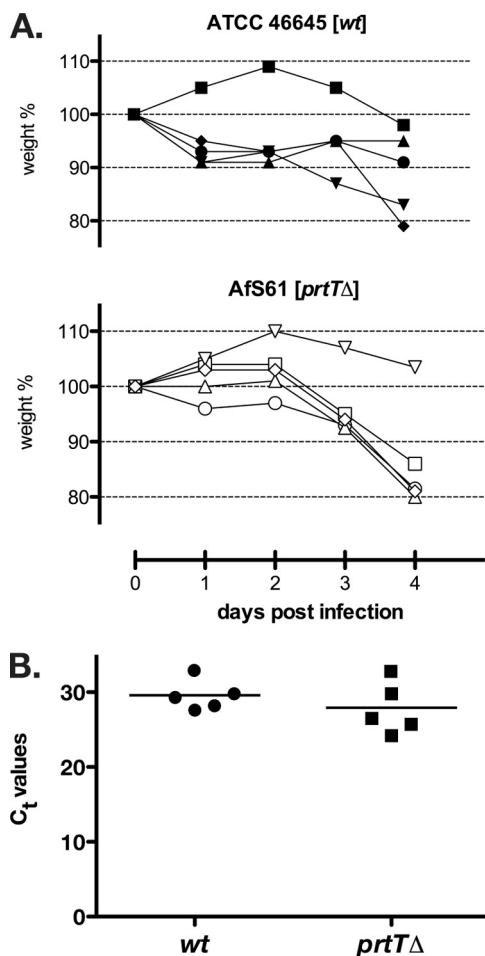 A.
ATCC 46645 [wt]
weight %
110
100
90
80
AfS61 [prtTΔ]
weight %
110
100
90
80
0 1 2 3 4
days post infection
B.
Ct values
30
20
10
0
wt prtTΔ